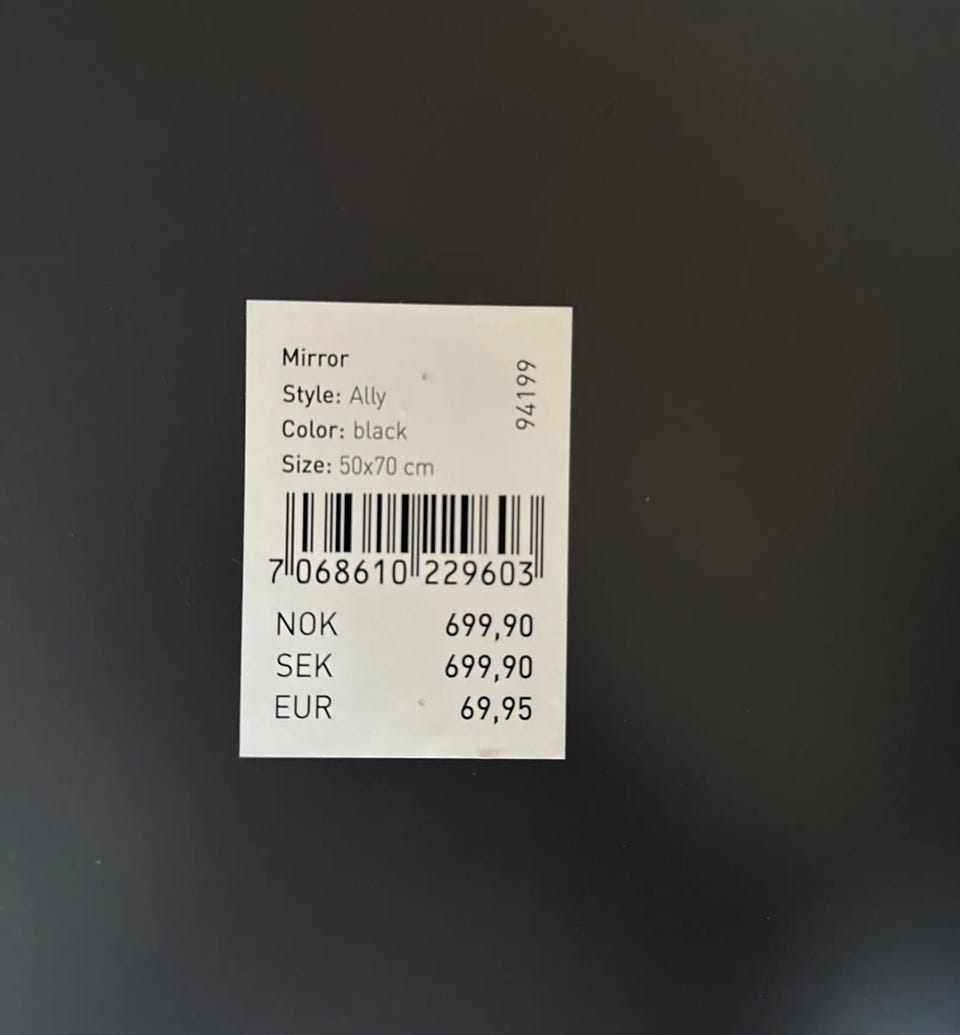 Mirror
Style: Ally
Color: black
Size: 50x70 cm
94199
7 068610 229603
NOK 699,90
SEK 699,90
EUR 69,95